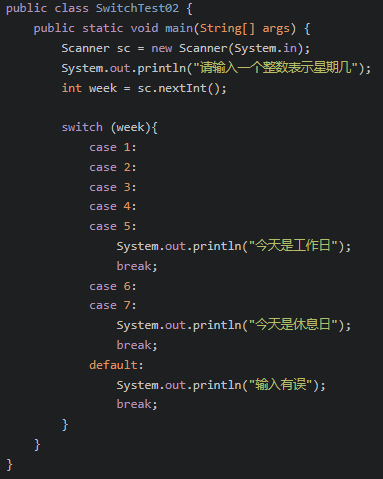 public class SwitchTest02 {
    public static void main(String[] args) {
        Scanner sc = new Scanner(System.in);
        System.out.println("请输入一个整数表示星期几");
        int week = sc.nextInt();

        switch (week){
            case 1:
            case 2:
            case 3:
            case 4:
            case 5:
                System.out.println("今天是工作日");
                break;
            case 6:
            case 7:
                System.out.println("今天是休息日");
                break;
            default:
                System.out.println("输入有误");
                break;
        }
    }
}